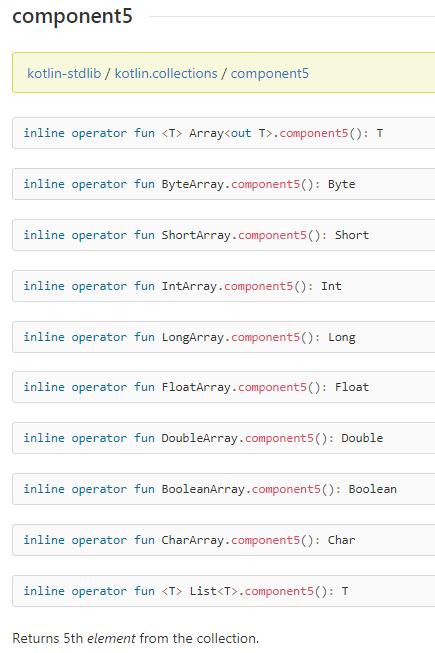 component5
kotlin-stdlib / kotlin.collections / component5
inline operator fun <T> Array<out T>.component5(): T
inline operator fun ByteArray.component5(): Byte
inline operator fun ShortArray.component5(): Short
inline operator fun IntArray.component5(): Int
inline operator fun LongArray.component5(): Long
inline operator fun FloatArray.component5(): Float
inline operator fun DoubleArray.component5(): Double
inline operator fun BooleanArray.component5(): Boolean
inline operator fun CharArray.component5(): Char
inline operator fun <T> List<T>.component5(): T
Returns 5th element from the collection.